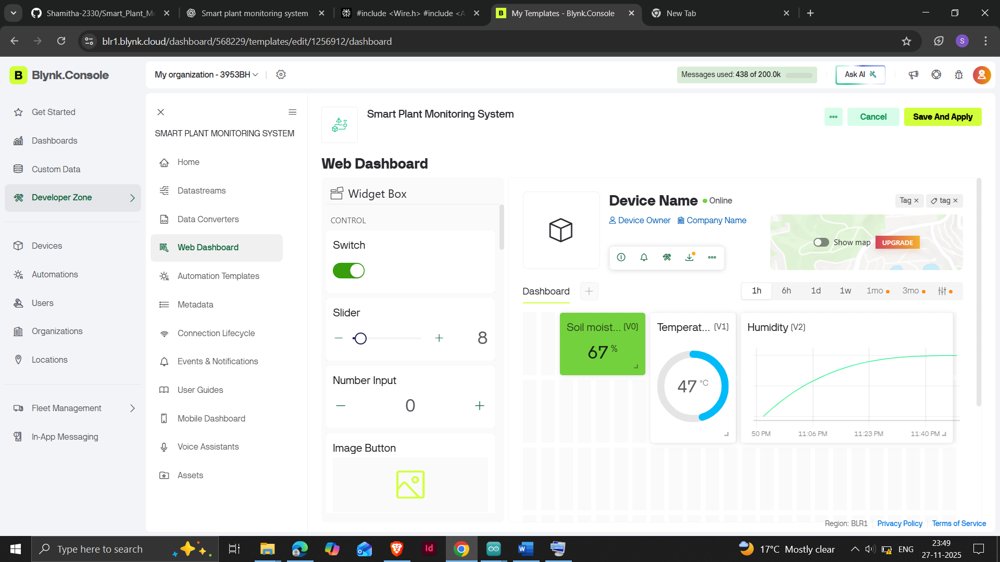 Shamitha-2330/Smart_Plant_Mo
Smart plant monitoring system
#include <Wire.h> #include <A
My Templates - Blynk.Console
New Tab
blr1.blynk.cloud/dashboard/568229/templates/edit/1256912/dashboard
S
B Blynk.Console
My organization - 3953BH
Messages used: 438 of 200.0k
Ask AI
Get Started
Dashboards
Custom Data
Developer Zone
Devices
Automations
Users
Organizations
Locations
Fleet Management
In-App Messaging
SMART PLANT MONITORING SYSTEM
Home
Datastreams
Data Converters
Web Dashboard
Automation Templates
Metadata
Connection Lifecycle
Events & Notifications
User Guides
Mobile Dashboard
Voice Assistants
Assets
Smart Plant Monitoring System
Cancel
Save And Apply
Web Dashboard
Widget Box
CONTROL
Switch
Slider
8
Number Input
0
Image Button
Device Name
Online
Tag
tag
Device Owner
Company Name
Show map
UPGRADE
Dashboard
1h 6h 1d 1w 1mo 3mo
Soil moist... (V0)
67 %
Temperat... (V1)
47 °C
Humidity (V2)
50 PM 11:06 PM 11:23 PM 11:40 PM
Region: BLR1
Privacy Policy
Terms of Service
Type here to search
Id
17°C Mostly clear
ENG
23:49
27-11-2025